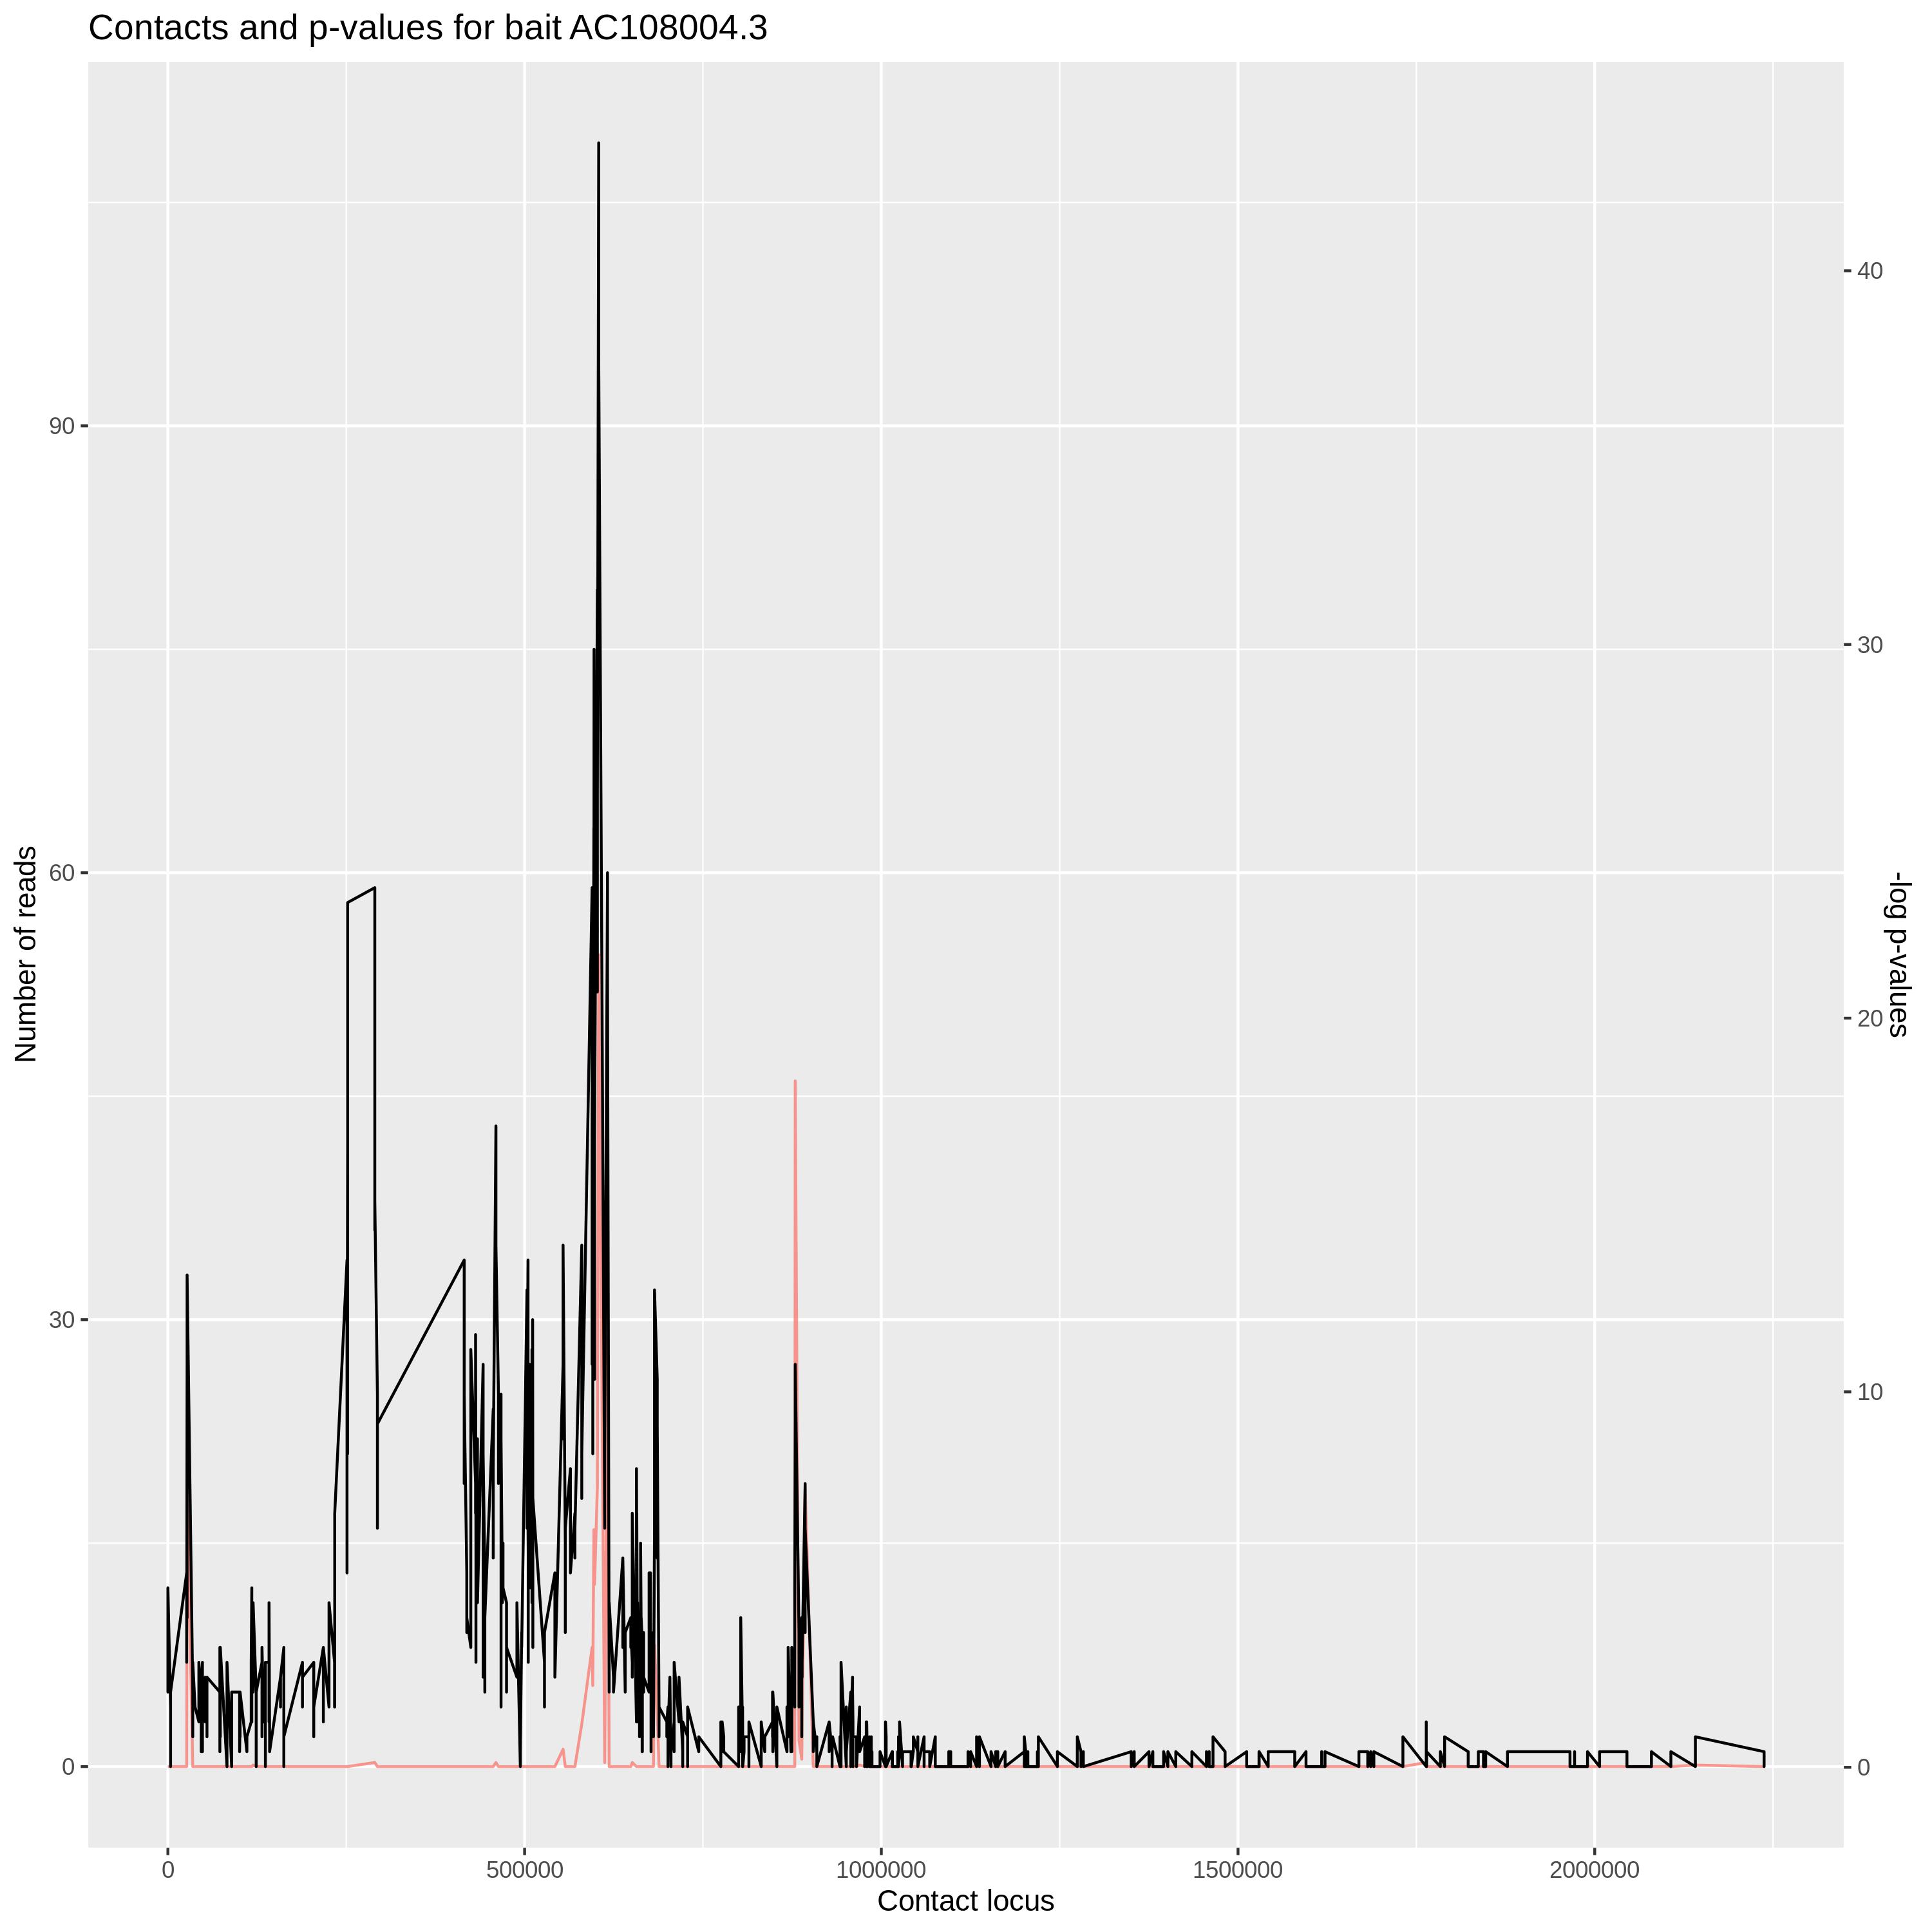 Contacts and p-values for bait AC108004.3
Number of reads
90
60
30
0
40
30
20
10
0
-log p-values
0 500000 1000000 1500000 2000000
Contact locus